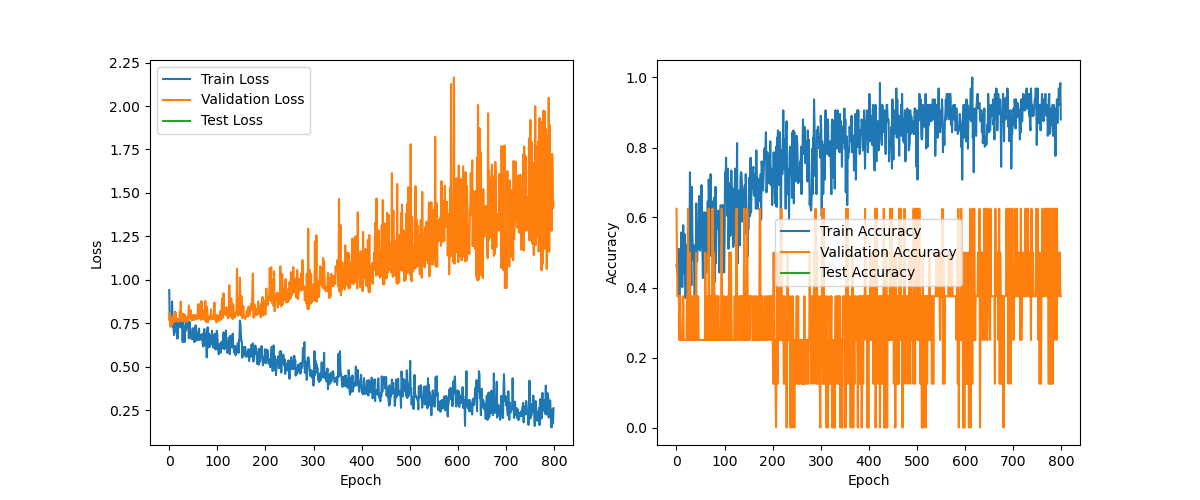 2.25
2.00
1.75
1.50
1.25
1.00
0.75
0.50
0.25
Loss
Train Loss
Validation Loss
Test Loss
0 100 200 300 400 500 600 700 800
Epoch
1.0
0.8
0.6
0.4
0.2
0.0
Accuracy
Train Accuracy
Validation Accuracy
Test Accuracy
0 100 200 300 400 500 600 700 800
Epoch